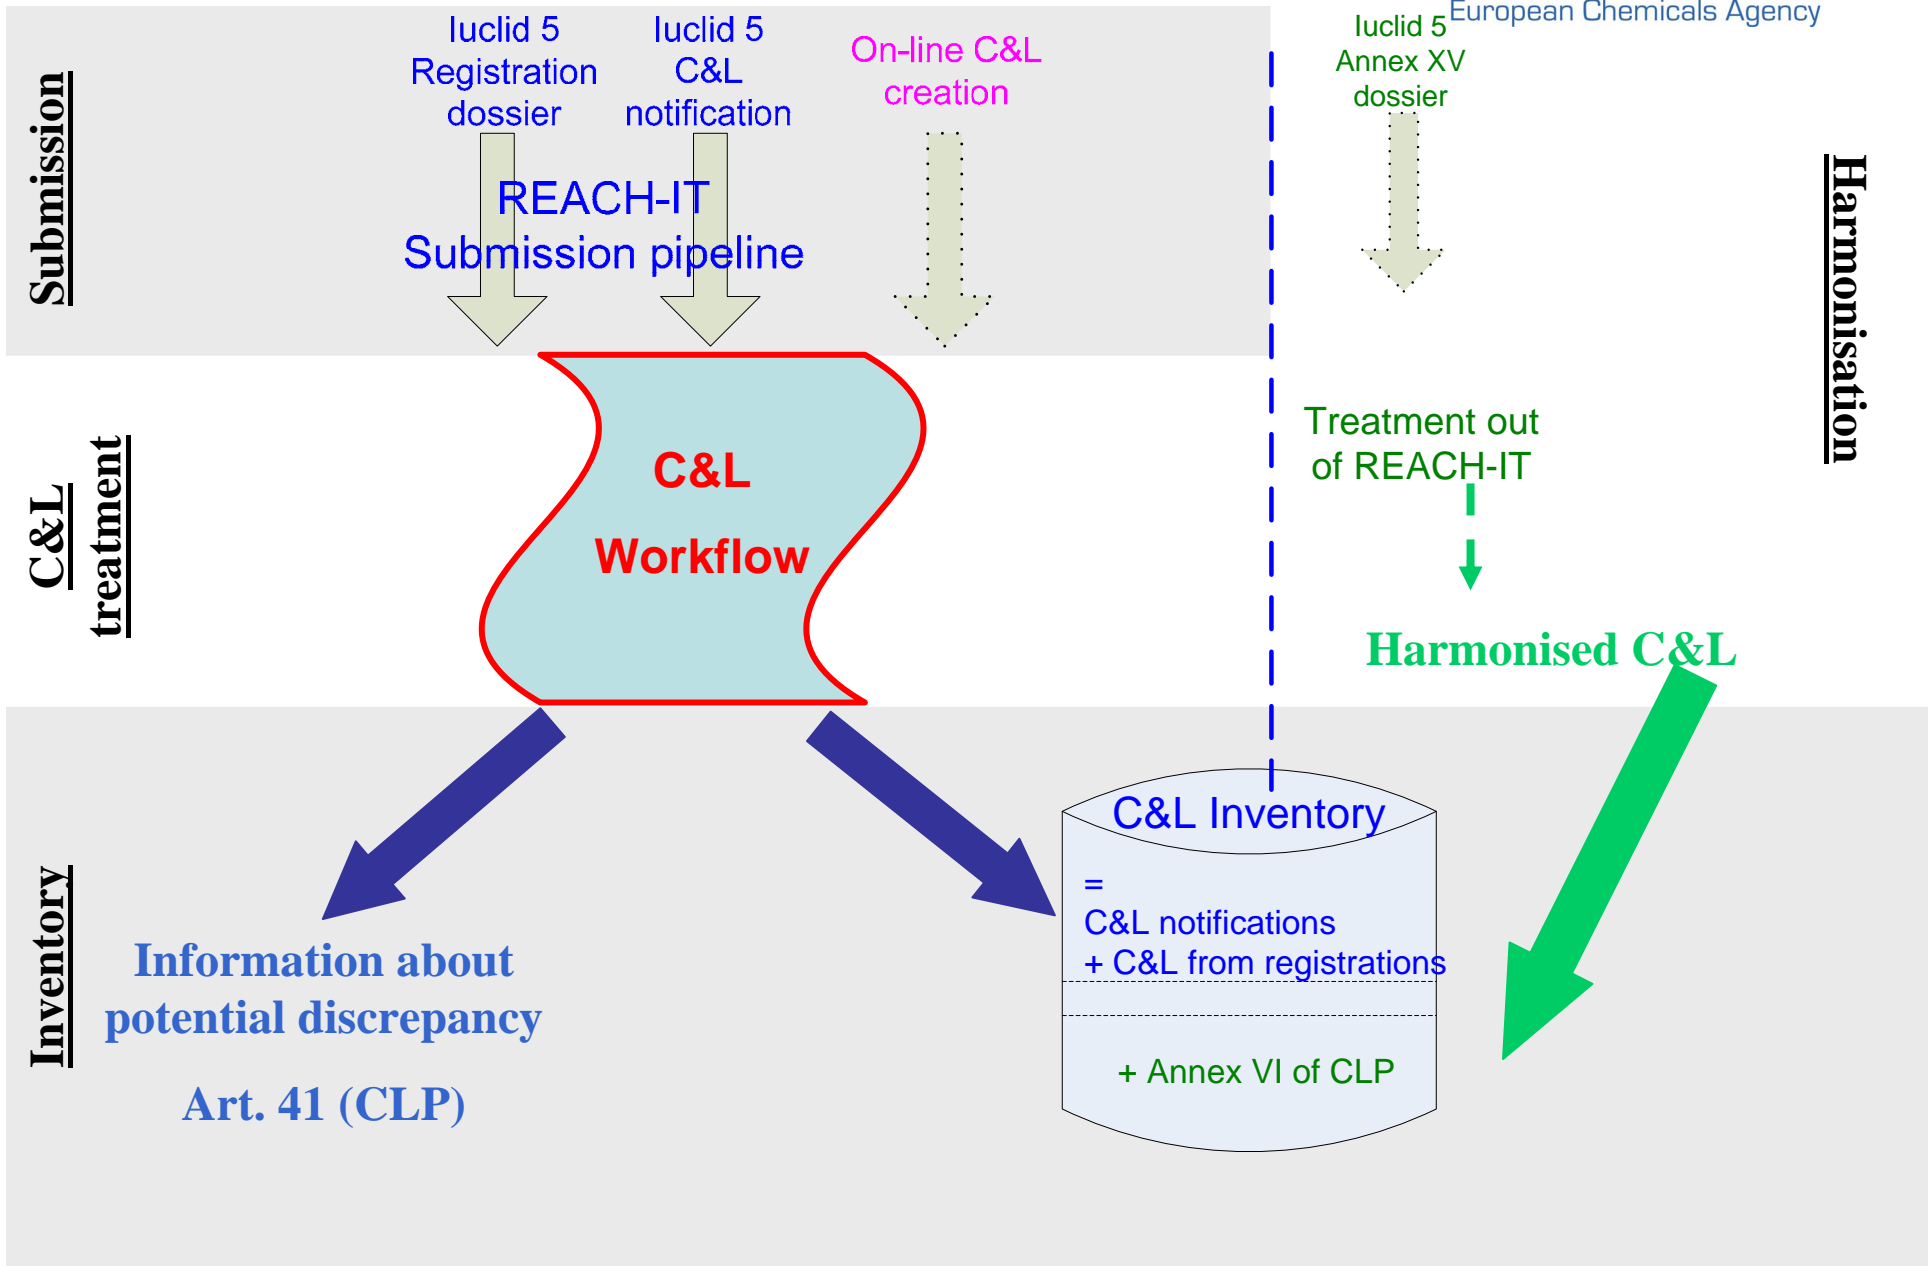 European Chemicals Agency
Iuclid 5
Registration
dossier
Iuclid 5
C&L
notification
On-line C&L
creation
Iuclid 5
Annex XV
dossier
Submission
REACH-IT
Submission pipeline
Harmonisation
C&L
treatment
C&L
Workflow
Treatment out
of REACH-IT
Harmonised C&L
Inventory
C&L Inventory
=
C&L notifications
+ C&L from registrations
+ Annex VI of CLP
Information about
potential discrepancy
Art. 41 (CLP)